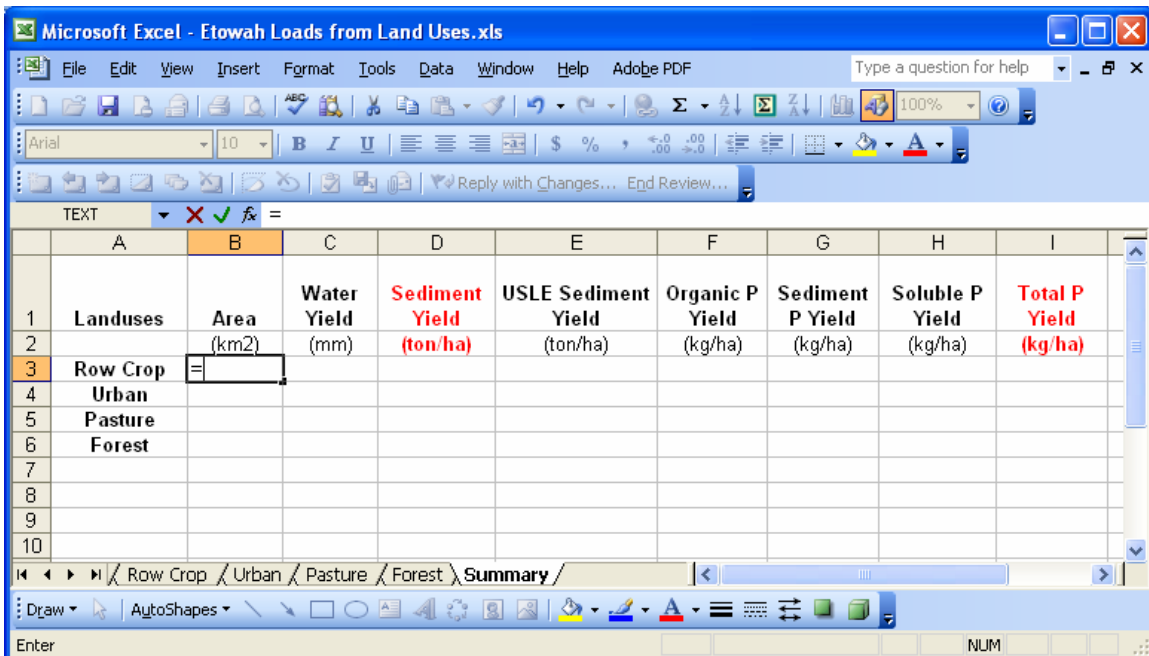 Microsoft Excel - Etowah Loads from Land Uses.xls
File Edit View Insert Format Tools Data Window Help Adobe PDF Type a question for help
100%
Arial 10 B I U $ % ,
Reply with Changes... End Review...
TEXT fx =
A B C D E F G H I
1 Landuses Area Water Yield Sediment Yield USLE Sediment Yield Organic P Yield Sediment P Yield Soluble P Yield Total P Yield
2 (km2) (mm) (ton/ha) (ton/ha) (kg/ha) (kg/ha) (kg/ha) (kg/ha)
3 Row Crop =
4 Urban
5 Pasture
6 Forest
7
8
9
10
Row Crop / Urban / Pasture / Forest \ Summary /
Draw AutoShapes A
Enter NUM